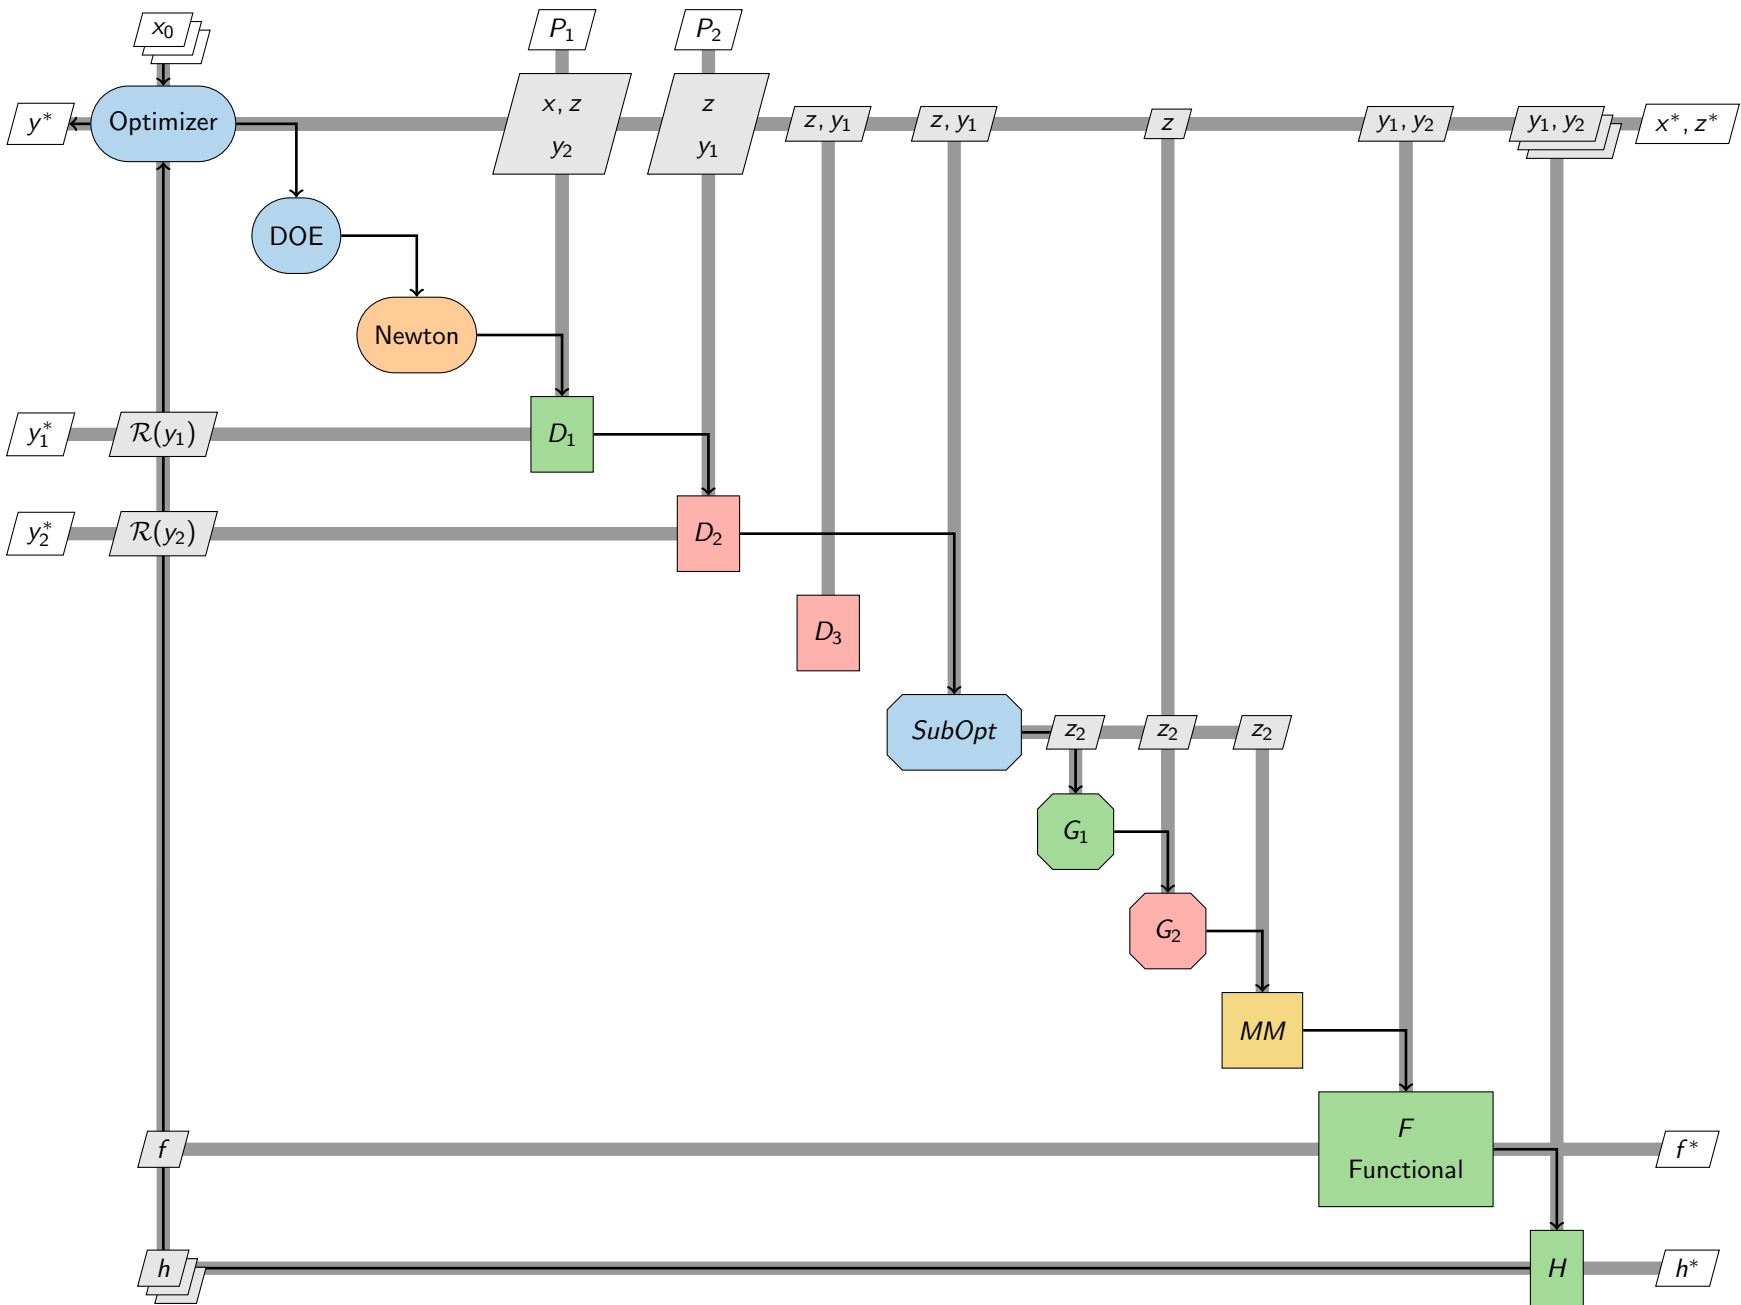 x₀
P₁
P₂
y*
Optimizer
x, z
y₂
z
y₁
z, y₁
z, y₁
z
y₁, y₂
y₁, y₂
x*, z*
DOE
Newton
y₁*
ℛ(y₁)
D₁
y₂*
ℛ(y₂)
D₂
D₃
SubOpt
z₂
z₂
z₂
G₁
G₂
MM
f
F
Functional
f*
h
H
h*